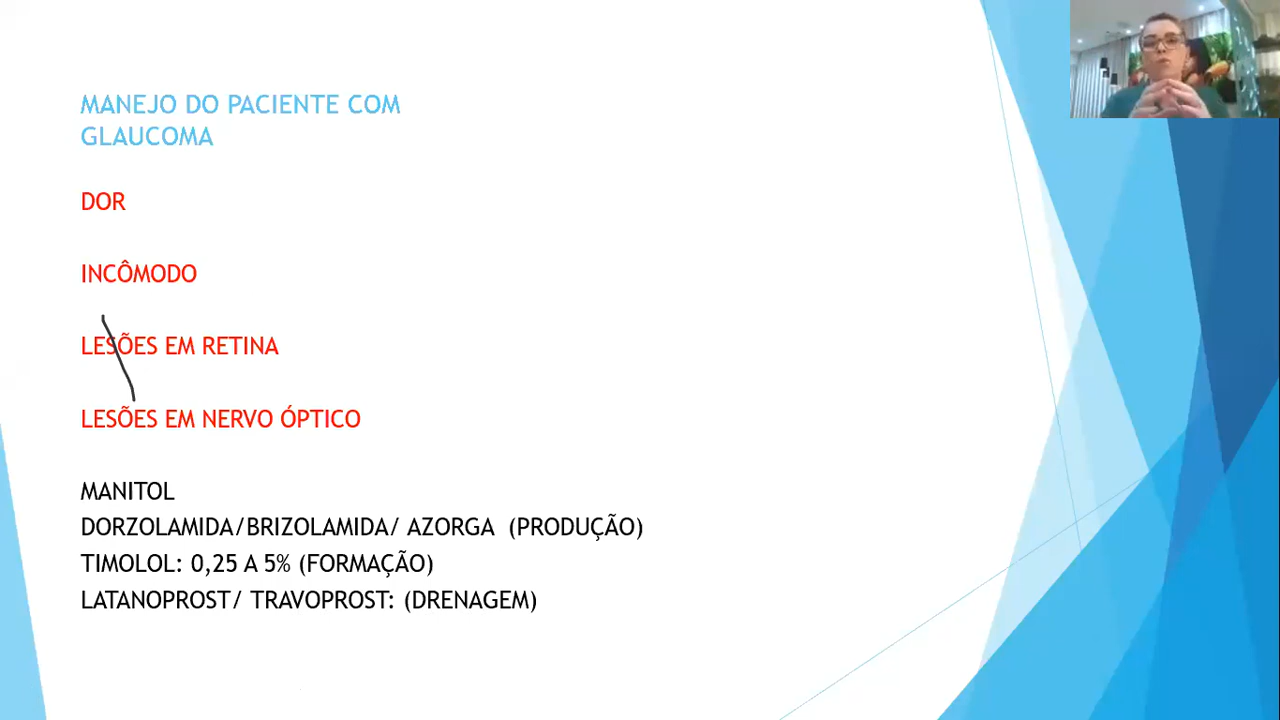 MANEJO DO PACIENTE COM
GLAUCOMA
DOR
INCÔMODO
LESÕES EM RETINA
LESÕES EM NERVO ÓPTICO
MANITOL
DORZOLAMIDA/BRIZOLAMIDA/ AZORGA (PRODUÇÃO)
TIMOLOL: 0,25 A 5% (FORMAÇÃO)
LATANOPROST/ TRAVOPROST: (DRENAGEM)